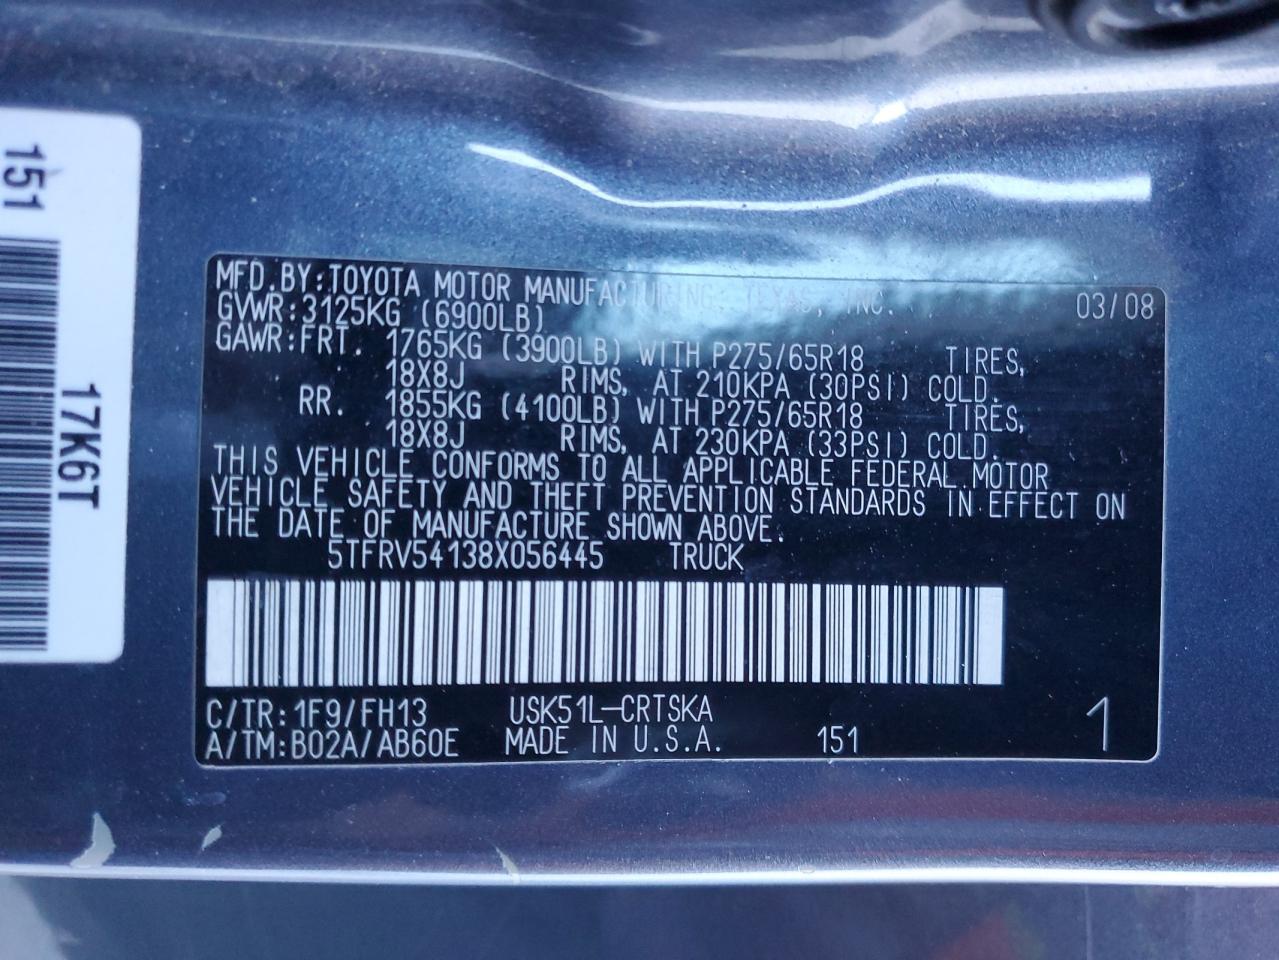 MFD.BY:TOYOTA MOTOR MANUFACTURING, TEXAS, INC. 03/08
GVWR:3125KG (6900LB)
GAWR:FRT. 1765KG (3900LB) WITH P275/65R18 TIRES,
18X8J RIMS, AT 210KPA (30PSI) COLD.
RR. 1855KG (4100LB) WITH P275/65R18 TIRES,
18X8J RIMS, AT 230KPA (33PSI) COLD.
THIS VEHICLE CONFORMS TO ALL APPLICABLE FEDERAL MOTOR
VEHICLE SAFETY AND THEFT PREVENTION STANDARDS IN EFFECT ON
THE DATE OF MANUFACTURE SHOWN ABOVE.
5TFRV54138X056445 TRUCK
C/TR:1F9/FH13 USK51L-CRTSKA
A/TM:B02A/AB60E MADE IN U.S.A. 151 1
151
17K6T